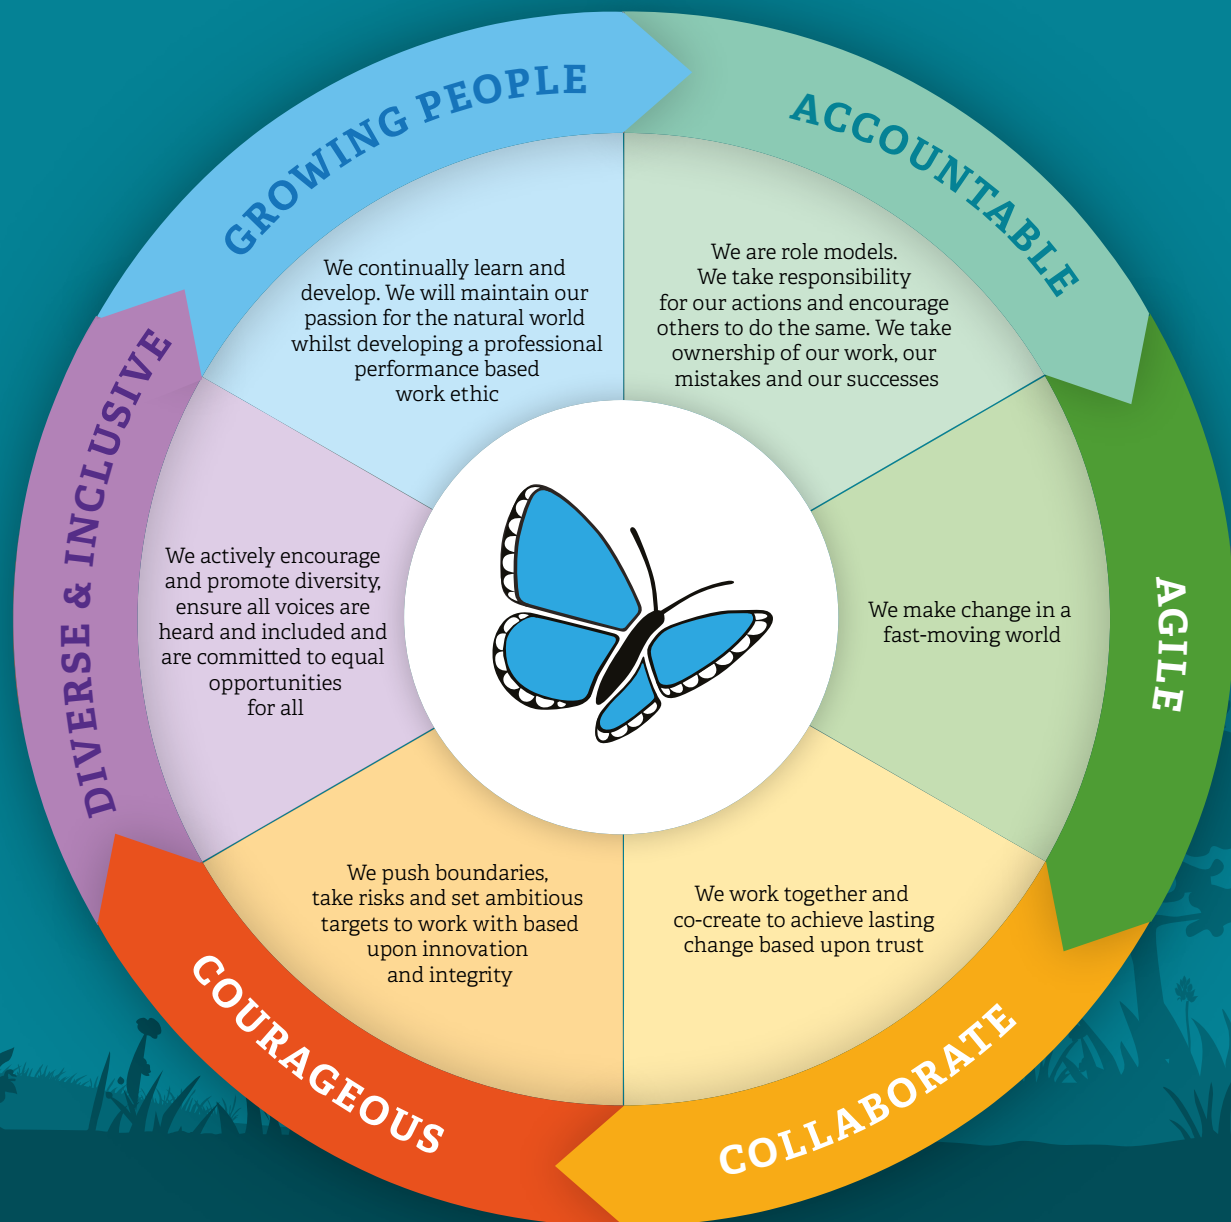 GROWING PEOPLE
We continually learn and
develop. We will maintain our
passion for the natural world
whilst developing a professional
performance based
work ethic
ACCOUNTABLE
We are role models.
We take responsibility
for our actions and encourage
others to do the same. We take
ownership of our work, our
mistakes and our successes
AGILE
We make change in a
fast-moving world
COLLABORATE
We work together and
co-create to achieve lasting
change based upon trust
COURAGEOUS
We push boundaries,
take risks and set ambitious
targets to work with based
upon innovation
and integrity
DIVERSE & INCLUSIVE
We actively encourage
and promote diversity,
ensure all voices are
heard and included and
are committed to equal
opportunities
for all